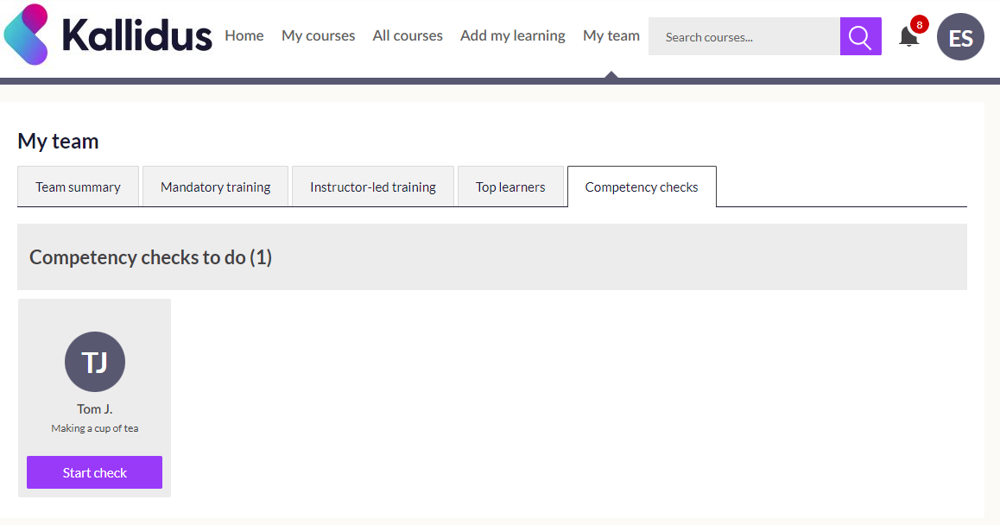 Kallidus Home My courses All courses Add my learning My team Search courses... 8 ES
My team
Team summary Mandatory training Instructor-led training Top learners Competency checks
Competency checks to do (1)
TJ
Tom J.
Making a cup of tea
Start check